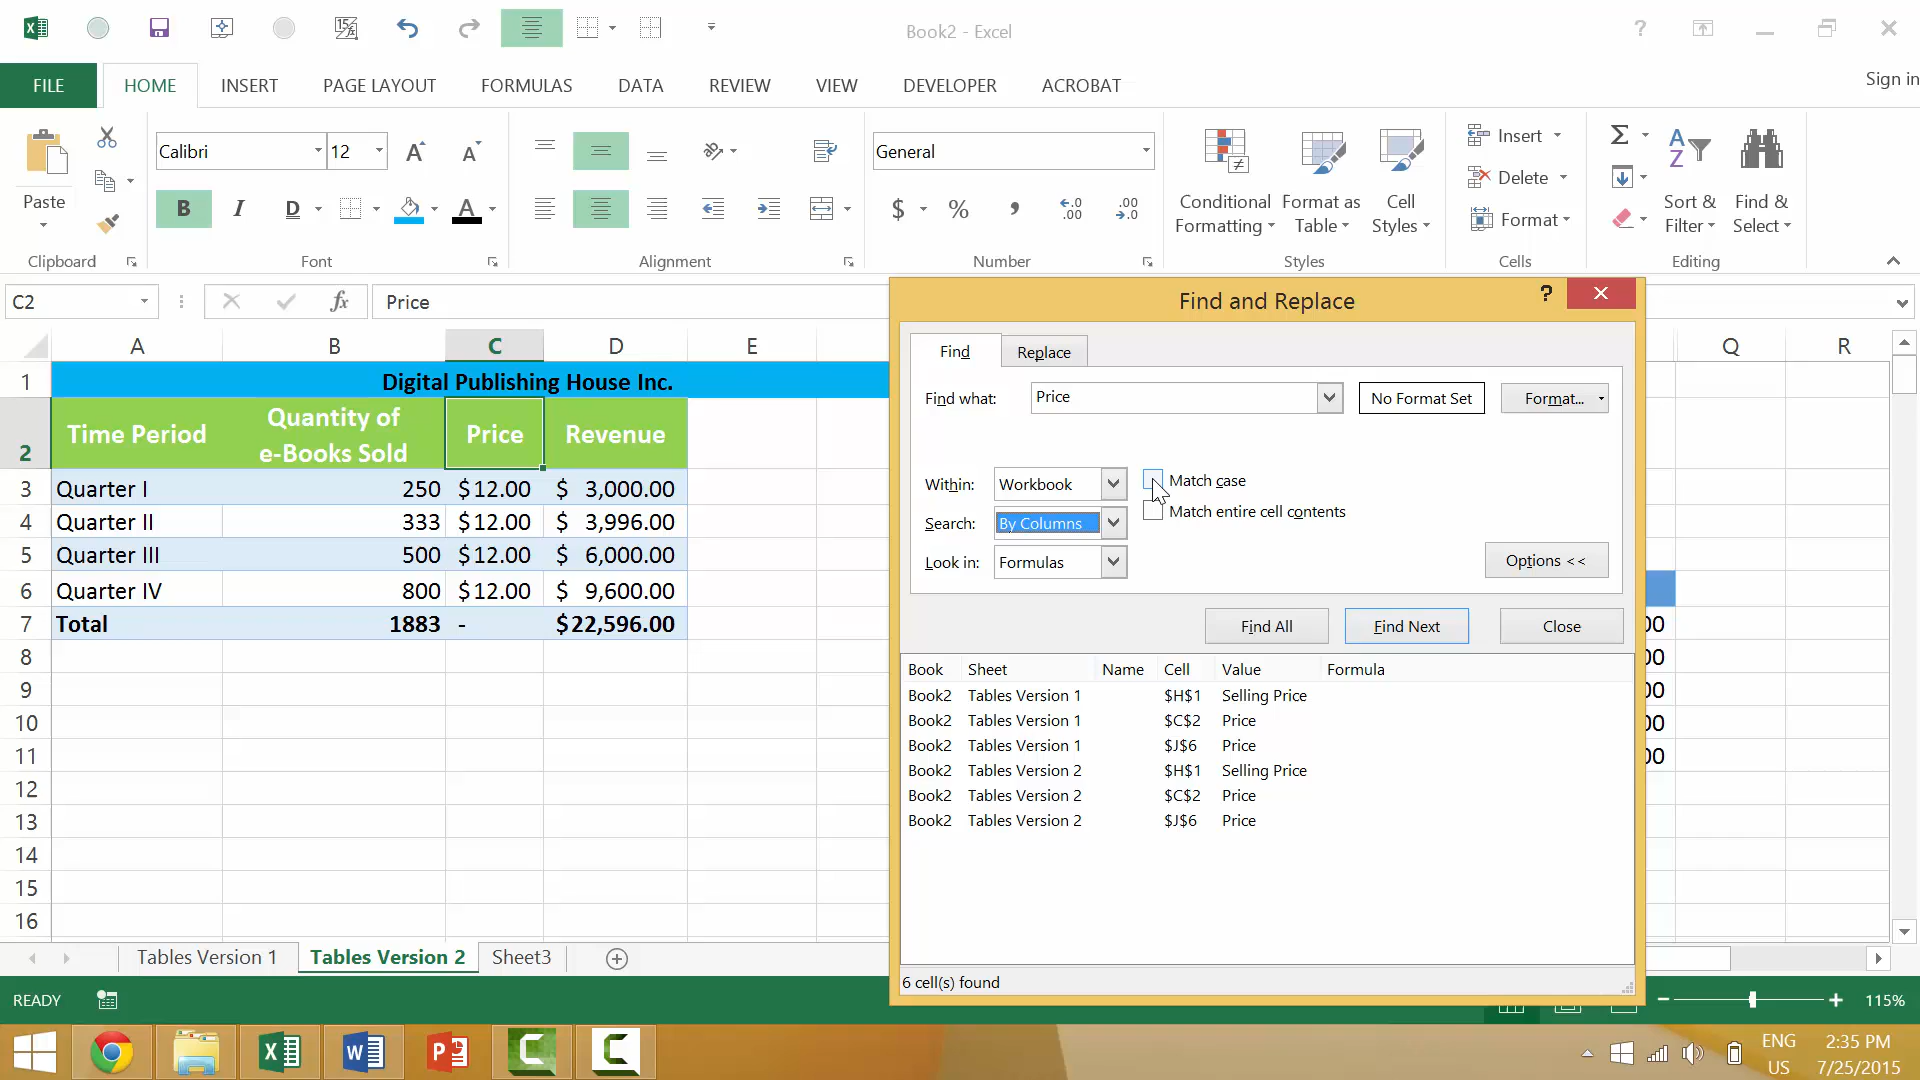 Book2 - Excel
?
FILE HOME INSERT PAGE LAYOUT FORMULAS DATA REVIEW VIEW DEVELOPER ACROBAT Sign in
Calibri 12 General
Paste
B I D A $ %
Conditional Formatting
Format as Table
Cell Styles
Insert
Delete
Format
Sort & Filter
Find & Select
Clipboard Font Alignment Number Styles Cells Editing
C2 fx Price
A B C D E Q R
1 Digital Publishing House Inc.
2 Time Period Quantity of e-Books Sold Price Revenue
3 Quarter I 250 $12.00 $ 3,000.00
4 Quarter II 333 $12.00 $ 3,996.00
5 Quarter III 500 $12.00 $ 6,000.00
6 Quarter IV 800 $12.00 $ 9,600.00
7 Total 1883 - $22,596.00
8
9
10
11
12
13
14
15
16
Find and Replace
?
Find Replace
Find what: Price No Format Set Format...
Within: Workbook Match case
Search: By Columns Match entire cell contents
Look in: Formulas Options <<
Find All Find Next Close
Book Sheet Name Cell Value Formula
Book2 Tables Version 1 $H$1 Selling Price
Book2 Tables Version 1 $C$2 Price
Book2 Tables Version 1 $J$6 Price
Book2 Tables Version 2 $H$1 Selling Price
Book2 Tables Version 2 $C$2 Price
Book2 Tables Version 2 $J$6 Price
6 cell(s) found
Tables Version 1 Tables Version 2 Sheet3
READY 115%
ENG US
2:35 PM
7/25/2015